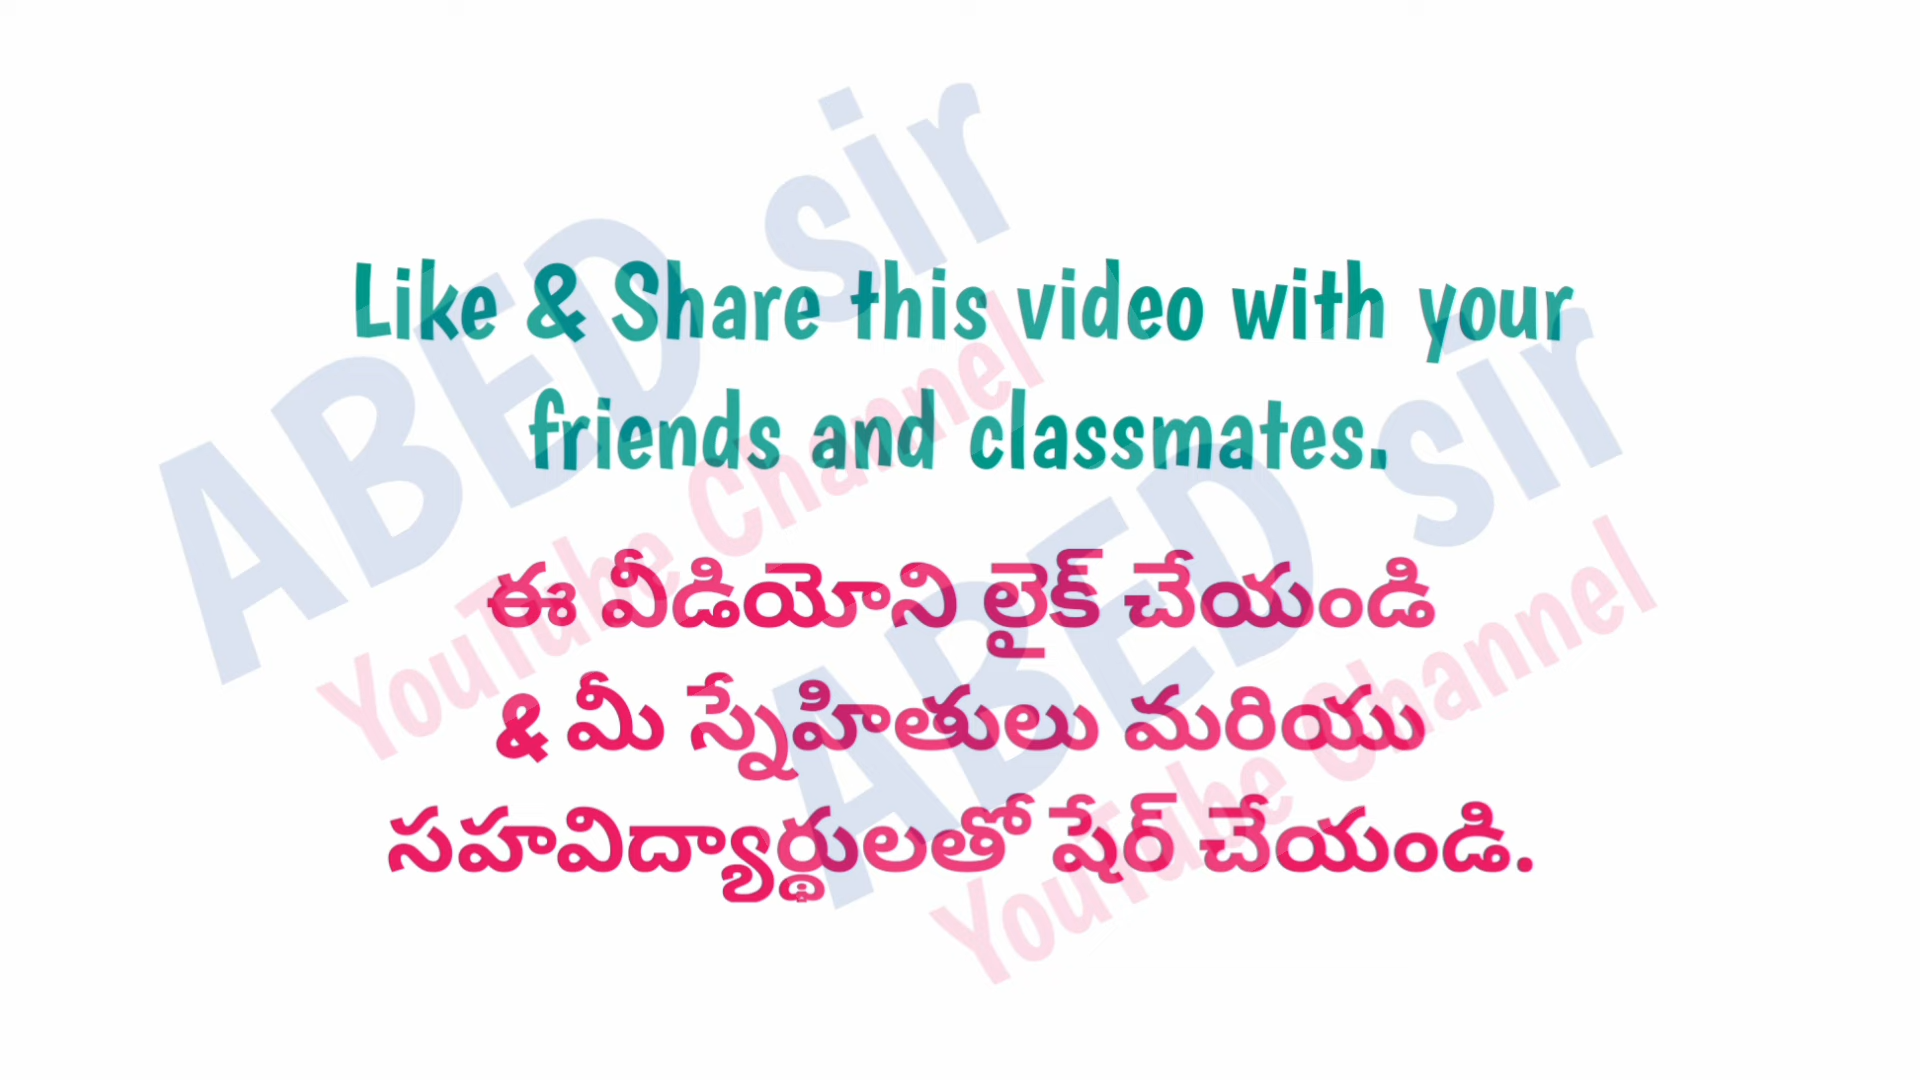 Like & Share this video with your
friends and classmates.
ఈ వీడియోని లైక్ చేయండి
& మీ స్నేహితులు మరియు
సహవిద్యార్థులతో షేర్ చేయండి.
ABED sir
YouTube Channel
ABED sir
YouTube Channel